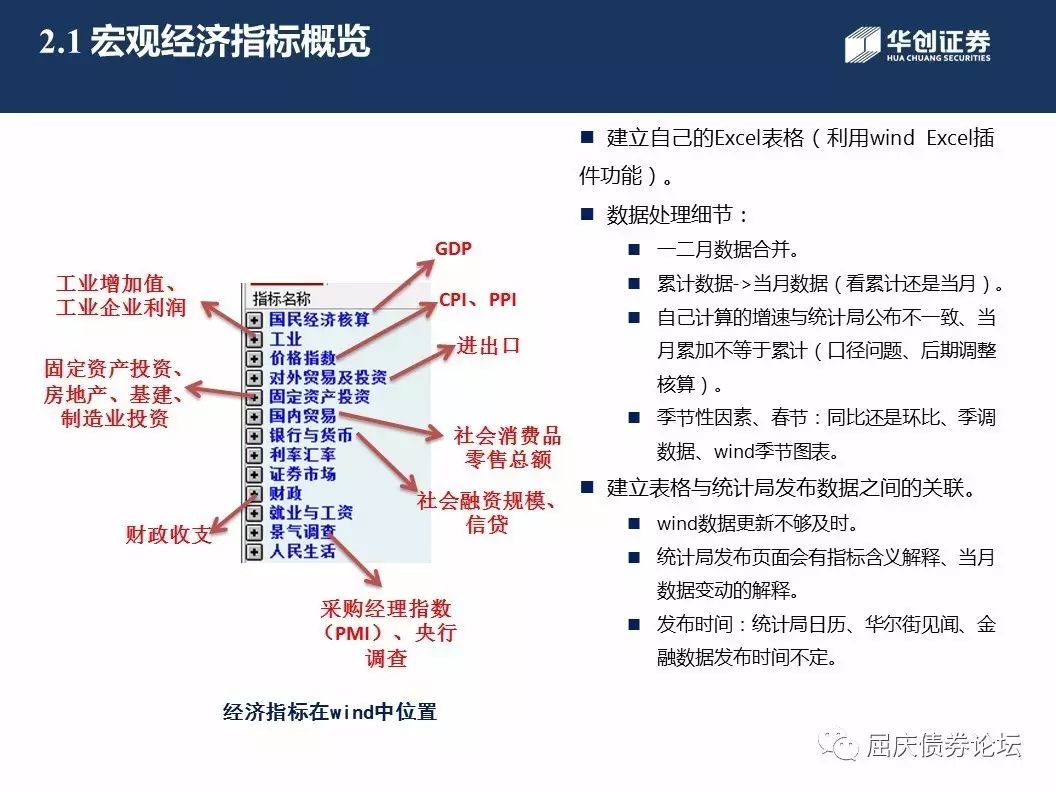 2.1 宏观经济指标概览
华创证券
HUA CHUANG SECURITIES
GDP
工业增加值、
工业企业利润
CPI、PPI
进出口
固定资产投资、
房地产、基建、
制造业投资
指标名称
国民经济核算
工业
价格指数
对外贸易及投资
固定资产投资
国内贸易
银行与货币
利率汇率
证券市场
财政
就业与工资
景气调查
人民生活
社会消费品
零售总额
社会融资规模、
信贷
财政收支
采购经理指数
（PMI）、央行
调查
经济指标在wind中位置
■ 建立自己的Excel表格（利用wind Excel插
件功能）。
■ 数据处理细节：
■ 一二月数据合并。
■ 累计数据->当月数据（看累计还是当月）。
■ 自己计算的增速与统计局公布不一致、当
月累加不等于累计（口径问题、后期调整
核算）。
■ 季节性因素、春节：同比还是环比、季调
数据、wind季节图表。
■ 建立表格与统计局发布数据之间的关联。
■ wind数据更新不够及时。
■ 统计局发布页面会有指标含义解释、当月
数据变动的解释。
■ 发布时间：统计局日历、华尔街见闻、金
融数据发布时间不定。
屈庆债券论坛